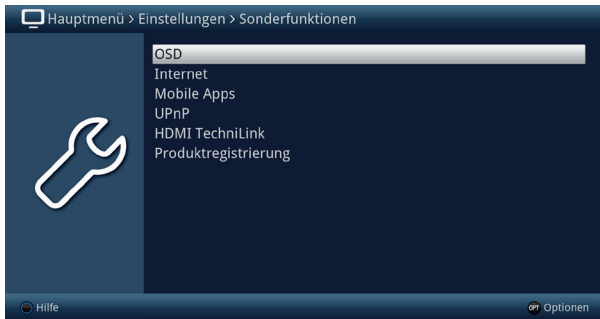 Hauptmenü > Einstellungen > Sonderfunktionen
OSD
Internet
Mobile Apps
UPnP
HDMI TechniLink
Produktregistrierung
Hilfe
OPT Optionen